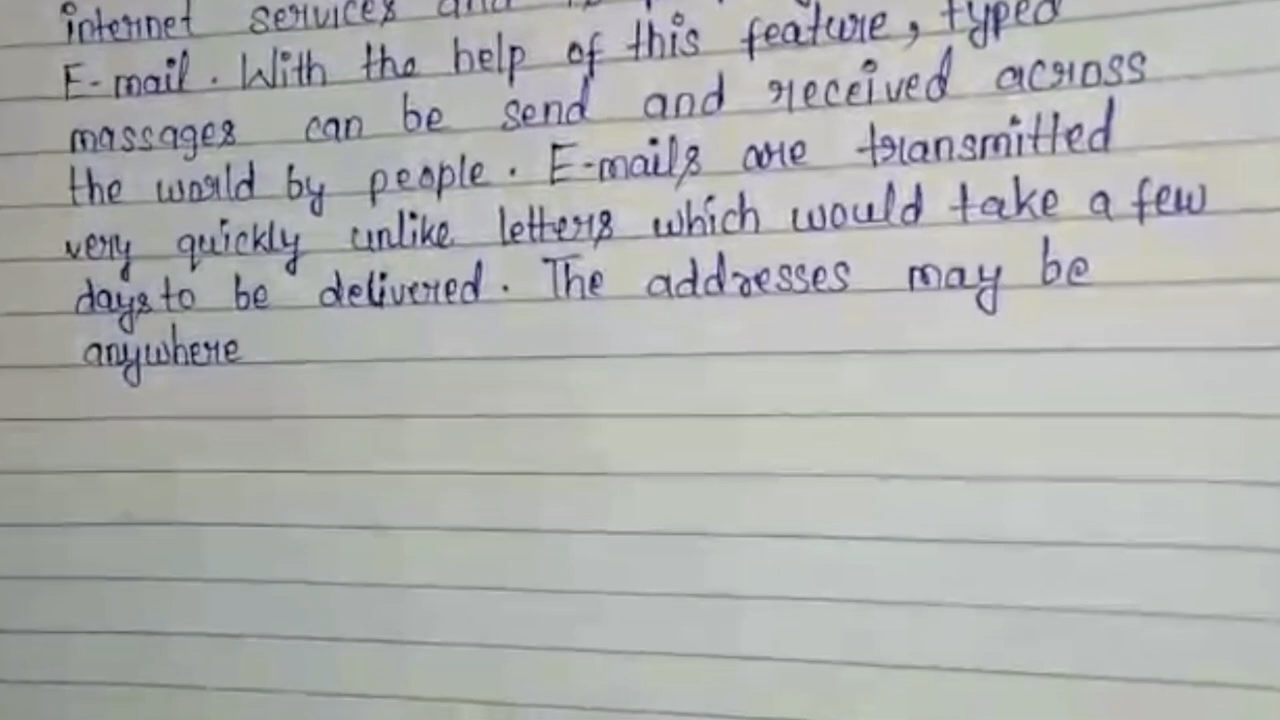 internet services and
E-mail. With the help of this feature, typed
massages can be send and received across
the world by people. E-mails are transmitted
very quickly unlike letters which would take a few
days to be delivered. The addresses may be
anywhere